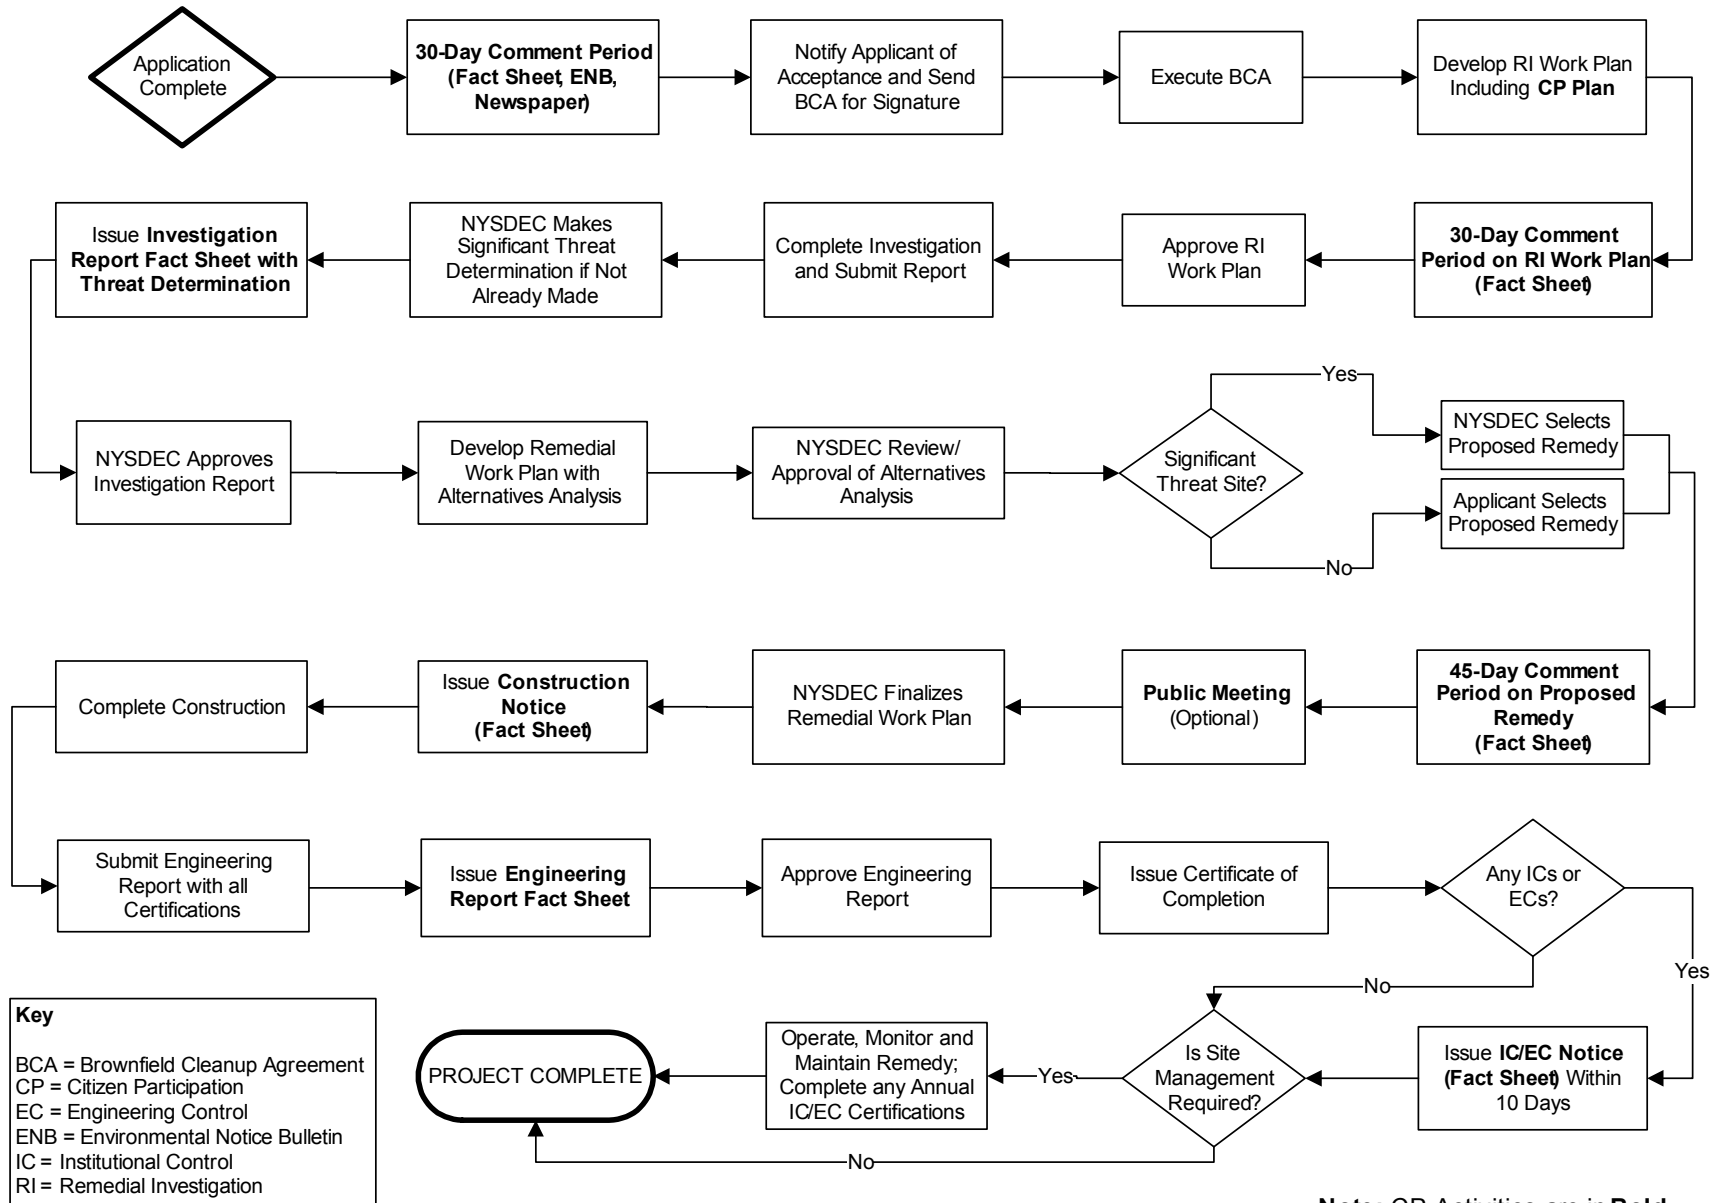 Application
Complete
30-Day Comment Period
(Fact Sheet, ENB,
Newspaper)
Notify Applicant of
Acceptance and Send
BCA for Signature
Execute BCA
Develop RI Work Plan
Including CP Plan
30-Day Comment
Period on RI Work Plan
(Fact Sheet)
Approve RI
Work Plan
Complete Investigation
and Submit Report
NYSDEC Makes
Significant Threat
Determination if Not
Already Made
Issue Investigation
Report Fact Sheet with
Threat Determination
NYSDEC Approves
Investigation Report
Develop Remedial
Work Plan with
Alternatives Analysis
NYSDEC Review/
Approval of Alternatives
Analysis
Significant
Threat Site?
Yes
No
NYSDEC Selects
Proposed Remedy
Applicant Selects
Proposed Remedy
45-Day Comment
Period on Proposed
Remedy
(Fact Sheet)
Public Meeting
(Optional)
NYSDEC Finalizes
Remedial Work Plan
Issue Construction
Notice
(Fact Sheet)
Complete Construction
Submit Engineering
Report with all
Certifications
Issue Engineering
Report Fact Sheet
Approve Engineering
Report
Issue Certificate of
Completion
Any ICs or
ECs?
Yes
No
Issue IC/EC Notice
(Fact Sheet) Within
10 Days
Is Site
Management
Required?
Yes
No
Operate, Monitor and
Maintain Remedy;
Complete any Annual
IC/EC Certifications
PROJECT COMPLETE
Key
BCA = Brownfield Cleanup Agreement
CP = Citizen Participation
EC = Engineering Control
ENB = Environmental Notice Bulletin
IC = Institutional Control
RI = Remedial Investigation
Note: CP Activities are in Bold